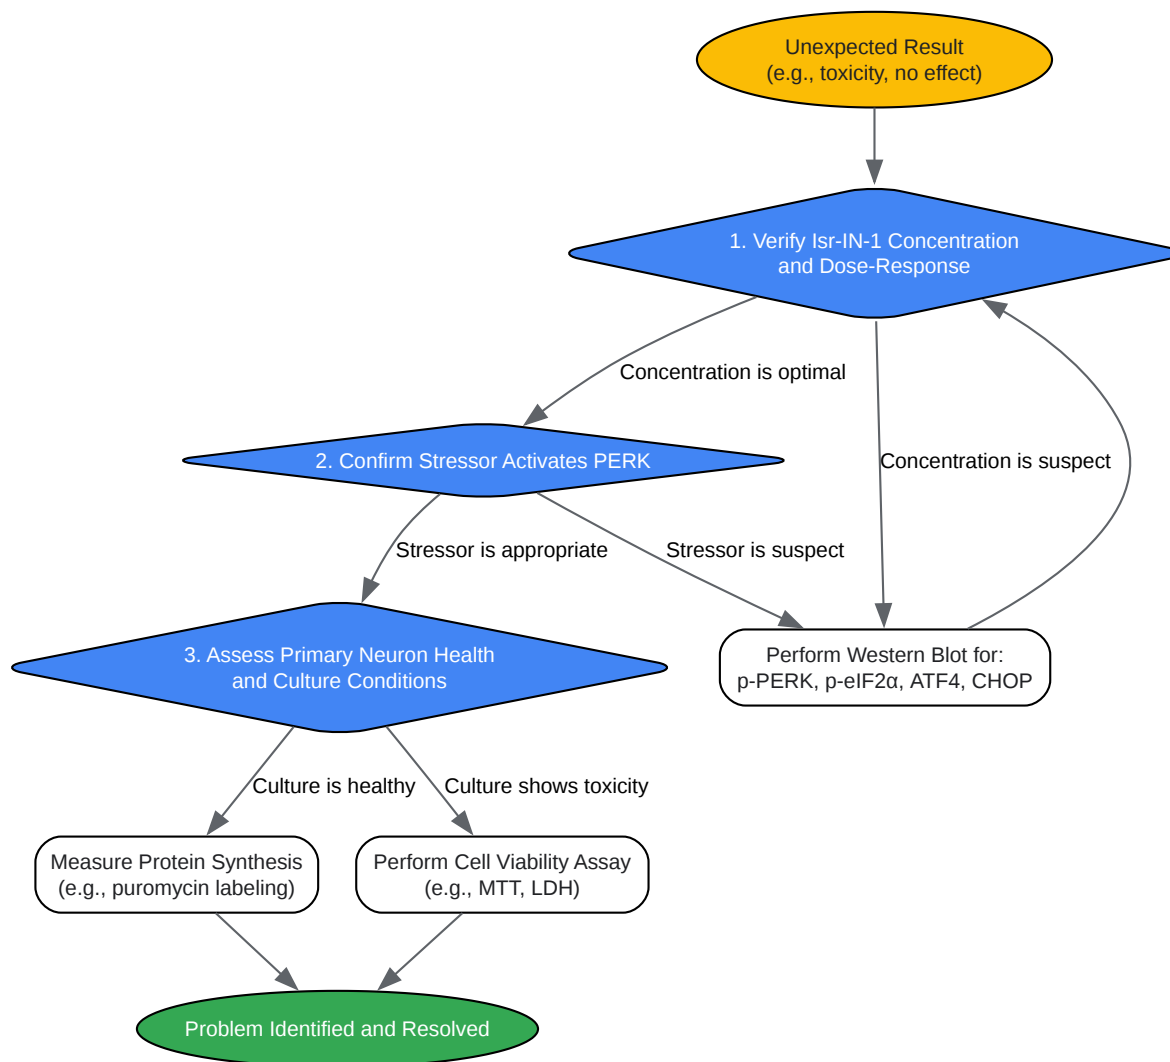 Unexpected Result
(e.g., toxicity, no effect)
1. Verify Isr-IN-1 Concentration
and Dose-Response
Concentration is optimal
2. Confirm Stressor Activates PERK
Concentration is suspect
Stressor is appropriate
Stressor is suspect
3. Assess Primary Neuron Health
and Culture Conditions
Perform Western Blot for:
p-PERK, p-eIF2α, ATF4, CHOP
Culture is healthy
Culture shows toxicity
Measure Protein Synthesis
(e.g., puromycin labeling)
Perform Cell Viability Assay
(e.g., MTT, LDH)
Problem Identified and Resolved